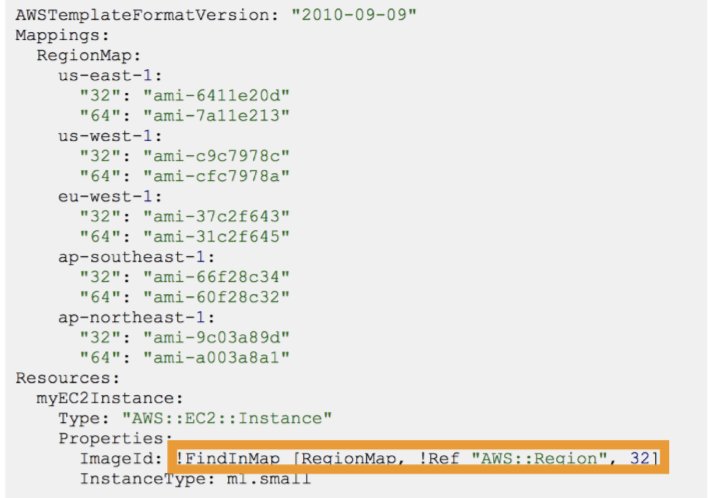 AWSTemplateFormatVersion: "2010-09-09"
Mappings:
  RegionMap:
    us-east-1:
      "32": "ami-6411e20d"
      "64": "ami-7a11e213"
    us-west-1:
      "32": "ami-c9c7978c"
      "64": "ami-cfc7978a"
    eu-west-1:
      "32": "ami-37c2f643"
      "64": "ami-31c2f645"
    ap-southeast-1:
      "32": "ami-66f28c34"
      "64": "ami-60f28c32"
    ap-northeast-1:
      "32": "ami-9c03a89d"
      "64": "ami-a003a8a1"
Resources:
  myEC2Instance:
    Type: "AWS::EC2::Instance"
    Properties:
      ImageId: !FindInMap [RegionMap, !Ref "AWS::Region", 32]
      InstanceType: m1.small